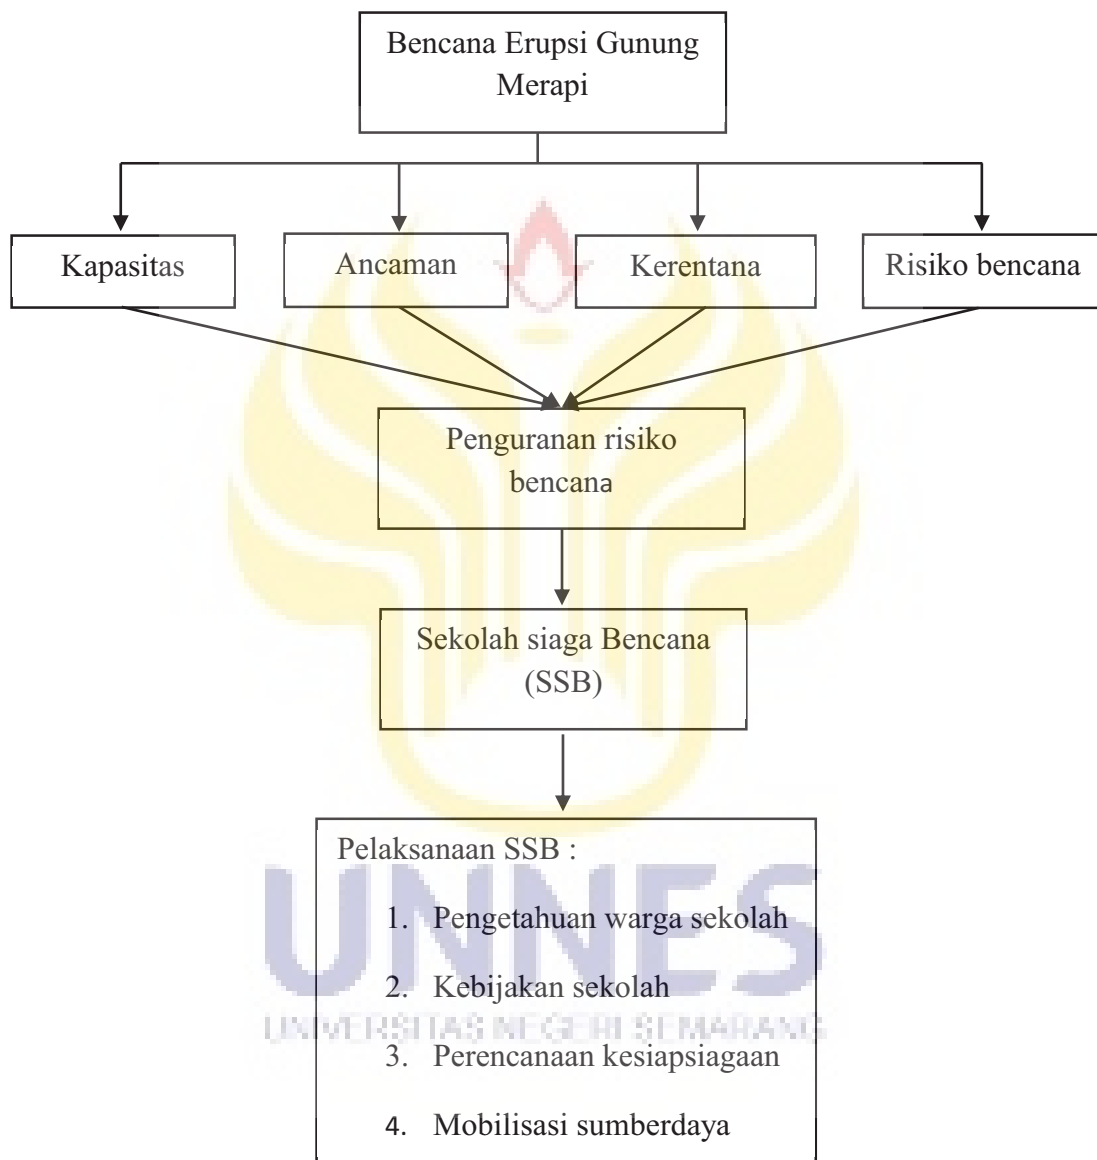 Bencana Erupsi Gunung
Merapi
Kapasitas
Ancaman
Kerentana
Risiko bencana
Penguranan risiko
bencana
Sekolah siaga Bencana
(SSB)
Pelaksanaan SSB :
1. Pengetahuan warga sekolah
2. Kebijakan sekolah
3. Perencanaan kesiapsiagaan
4. Mobilisasi sumberdaya
UNNES
UNIVERSITAS NEGERI SEMARANG